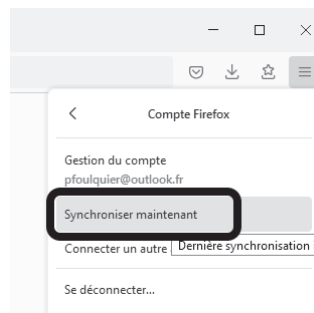 Compte Firefox
Gestion du compte
pfoulquier@outlook.fr
Synchroniser maintenant
Connecter un autre
Dernière synchronisation
Se déconnecter...